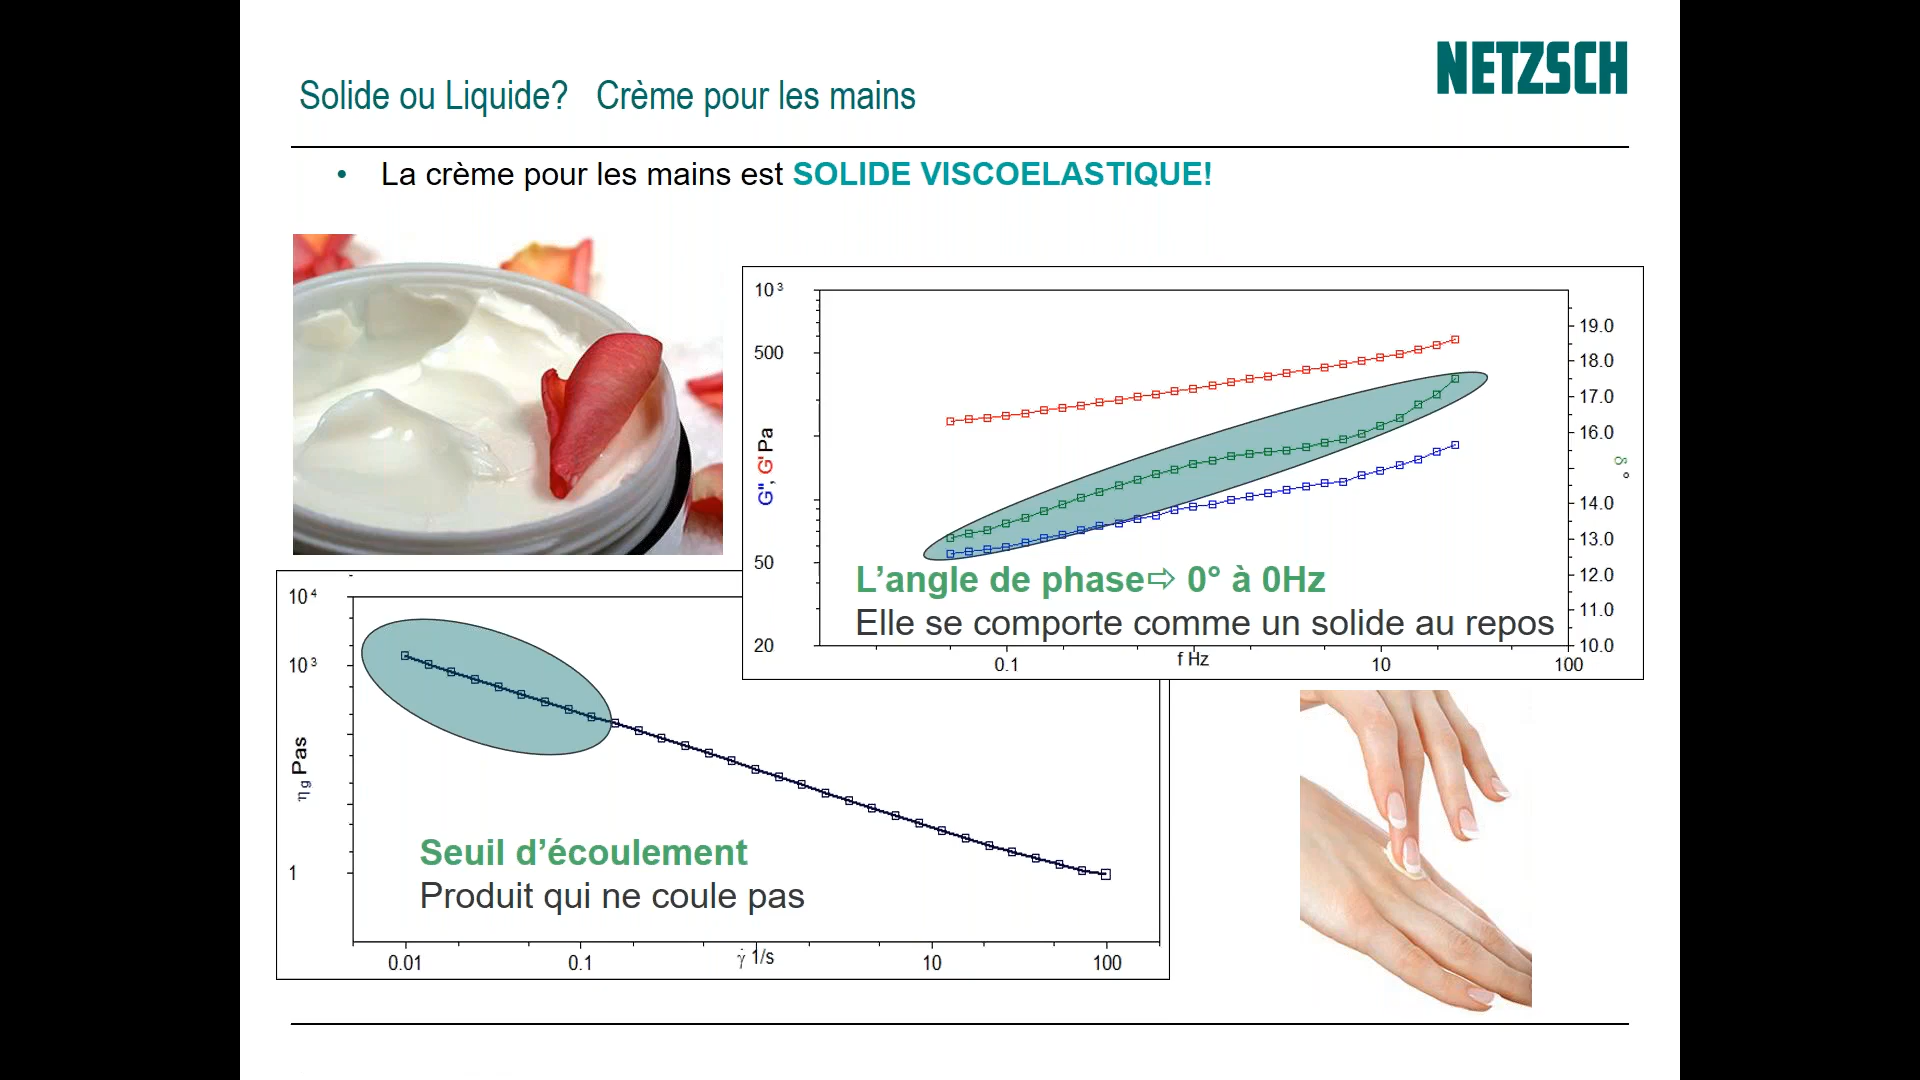 NETZSCH
Solide ou Liquide? Crème pour les mains
• La crème pour les mains est SOLIDE VISCOELASTIQUE!
10³
500
50
20
G'', G' Pa
19.0
18.0
17.0
16.0
14.0
13.0
12.0
11.0
10.0
δ °
L’angle de phase⇨ 0° à 0Hz
Elle se comporte comme un solide au repos
0.1
f Hz
10
100
10⁴
10³
1
ηg Pas
Seuil d’écoulement
Produit qui ne coule pas
0.01
0.1
γ̇ 1/s
10
100